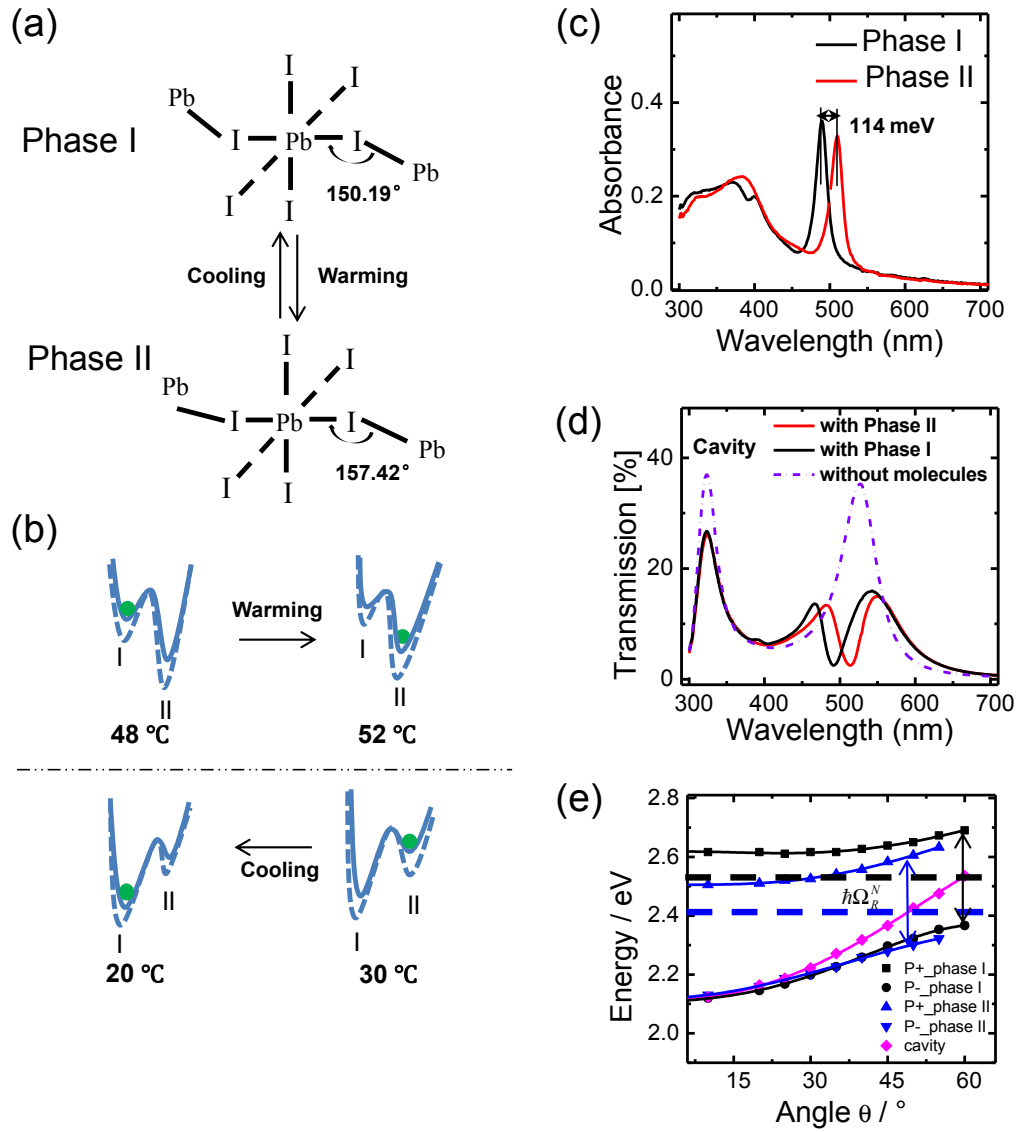 (a)
Phase I
Pb
I
I
I
Pb
I
Pb
I
I
150.19°
Cooling
Warming
Phase II
I
I
Pb
I
Pb
I
Pb
I
I
157.42°
(b)
Warming
I
II
48 ℃
I
II
52 ℃
Cooling
I
II
20 ℃
I
II
30 ℃
(c)
Phase I
Phase II
114 meV
Absorbance
0.4
0.2
0.0
300 400 500 600 700
Wavelength (nm)
(d)
Cavity
with Phase II
with Phase I
without molecules
Transmission [%]
40
20
0
300 400 500 600 700
Wavelength (nm)
(e)
Energy / eV
2.8
2.6
2.4
2.2
2.0
ℏΩ_R^N
P+_phase I
P-_phase I
P+_phase II
P-_phase II
cavity
15 30 45 60
Angle θ / °